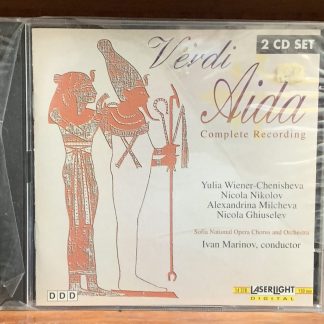 Verdi
2 CD SET
Aida
Complete Recording
Yulia Wiener-Chenisheva
Nicola Nikolov
Alexandrina Milcheva
Nicola Ghiuselev
Sofia National Opera Chorus and Orchestra
Ivan Marinov, conductor
DDD
LASERLIGHT
DIGITAL